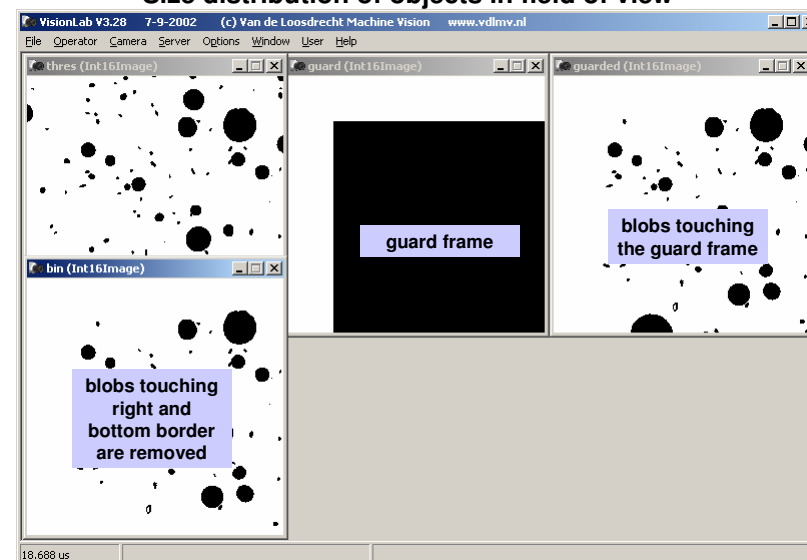 Size distribution of objects in field of view
VisionLab V3.28 7-9-2002 (c) Van de Loosdrecht Machine Vision www.vdlmv.nl
File Operator Camera Server Options Window User Help
thres (Int16Image)
guard (Int16Image)
guarded (Int16Image)
guard frame
blobs touching
the guard frame
bin (Int16Image)
blobs touching
right and
bottom border
are removed
18.688 us